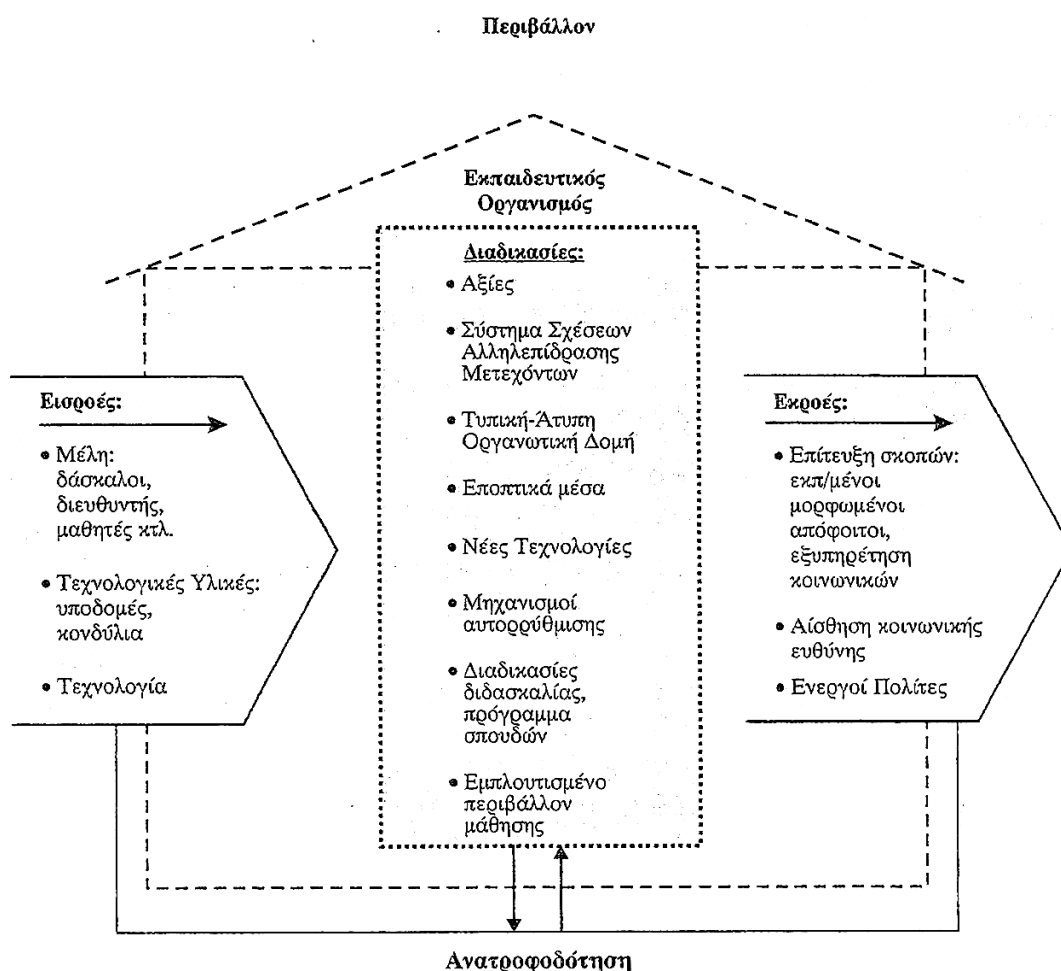 Περιβάλλον
Εκπαιδευτικός
Οργανισμός
Εισροές:
• Μέλη:
δάσκαλοι,
διευθυντής,
μαθητές κτλ.
• Τεχνολογικές Υλικές:
υποδομές,
κονδύλια
• Τεχνολογία
Διαδικασίες:
• Αξίες
• Σύστημα Σχέσεων
Αλληλεπίδρασης
Μετεχόντων
• Τυπική-Άτυπη
Οργανωτική Δομή
• Εποπτικά μέσα
• Νέες Τεχνολογίες
• Μηχανισμοί
αυτορρύθμισης
• Διαδικασίες
διδασκαλίας,
πρόγραμμα
σπουδών
• Εμπλουτισμένο
περιβάλλον
μάθησης
Εκροές:
• Επίτευξη σκοπών:
εκπ/μένοι
μορφωμένοι
απόφοιτοι,
εξυπηρέτηση
κοινωνικών
• Αίσθηση κοινωνικής
ευθύνης
• Ενεργοί Πολίτες
Ανατροφοδότηση